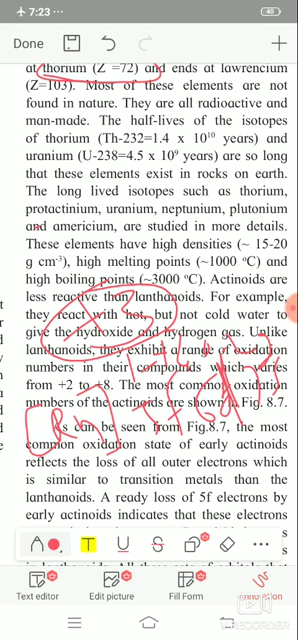 7:23 ...
40
Done
at thorium (Z =72) and ends at lawrencium
(Z=103). Most of these elements are not
found in nature. They are all radioactive and
man-made. The half-lives of the isotopes
of thorium (Th-232=1.4 x 10¹⁰ years) and
uranium (U-238=4.5 x 10⁹ years) are so long
that these elements exist in rocks on earth.
The long lived isotopes such as thorium,
protactinium, uranium, neptunium, plutonium
and americium, are studied in more details.
These elements have high densities (~ 15-20
g cm⁻³), high melting points (~1000 °C) and
high boiling points (~3000 °C). Actinoids are
less reactive than lanthanoids. For example,
they react with hot, but not cold water to
give the hydroxide and hydrogen gas. Unlike
lanthanoids, they exhibit a range of oxidation
numbers in their compounds which varies
from +2 to +8. The most common oxidation
numbers of the actinoids are shown in Fig. 8.7.
+3
[Rn]
As can be seen from Fig.8.7, the most
common oxidation state of early actinoids
reflects the loss of all outer electrons which
is similar to transition metals than the
lanthanoids. A ready loss of 5f electrons by
early actinoids indicates that these electrons
A T U S
Text editor
Edit picture
Fill Form
Annotation
RECORDER